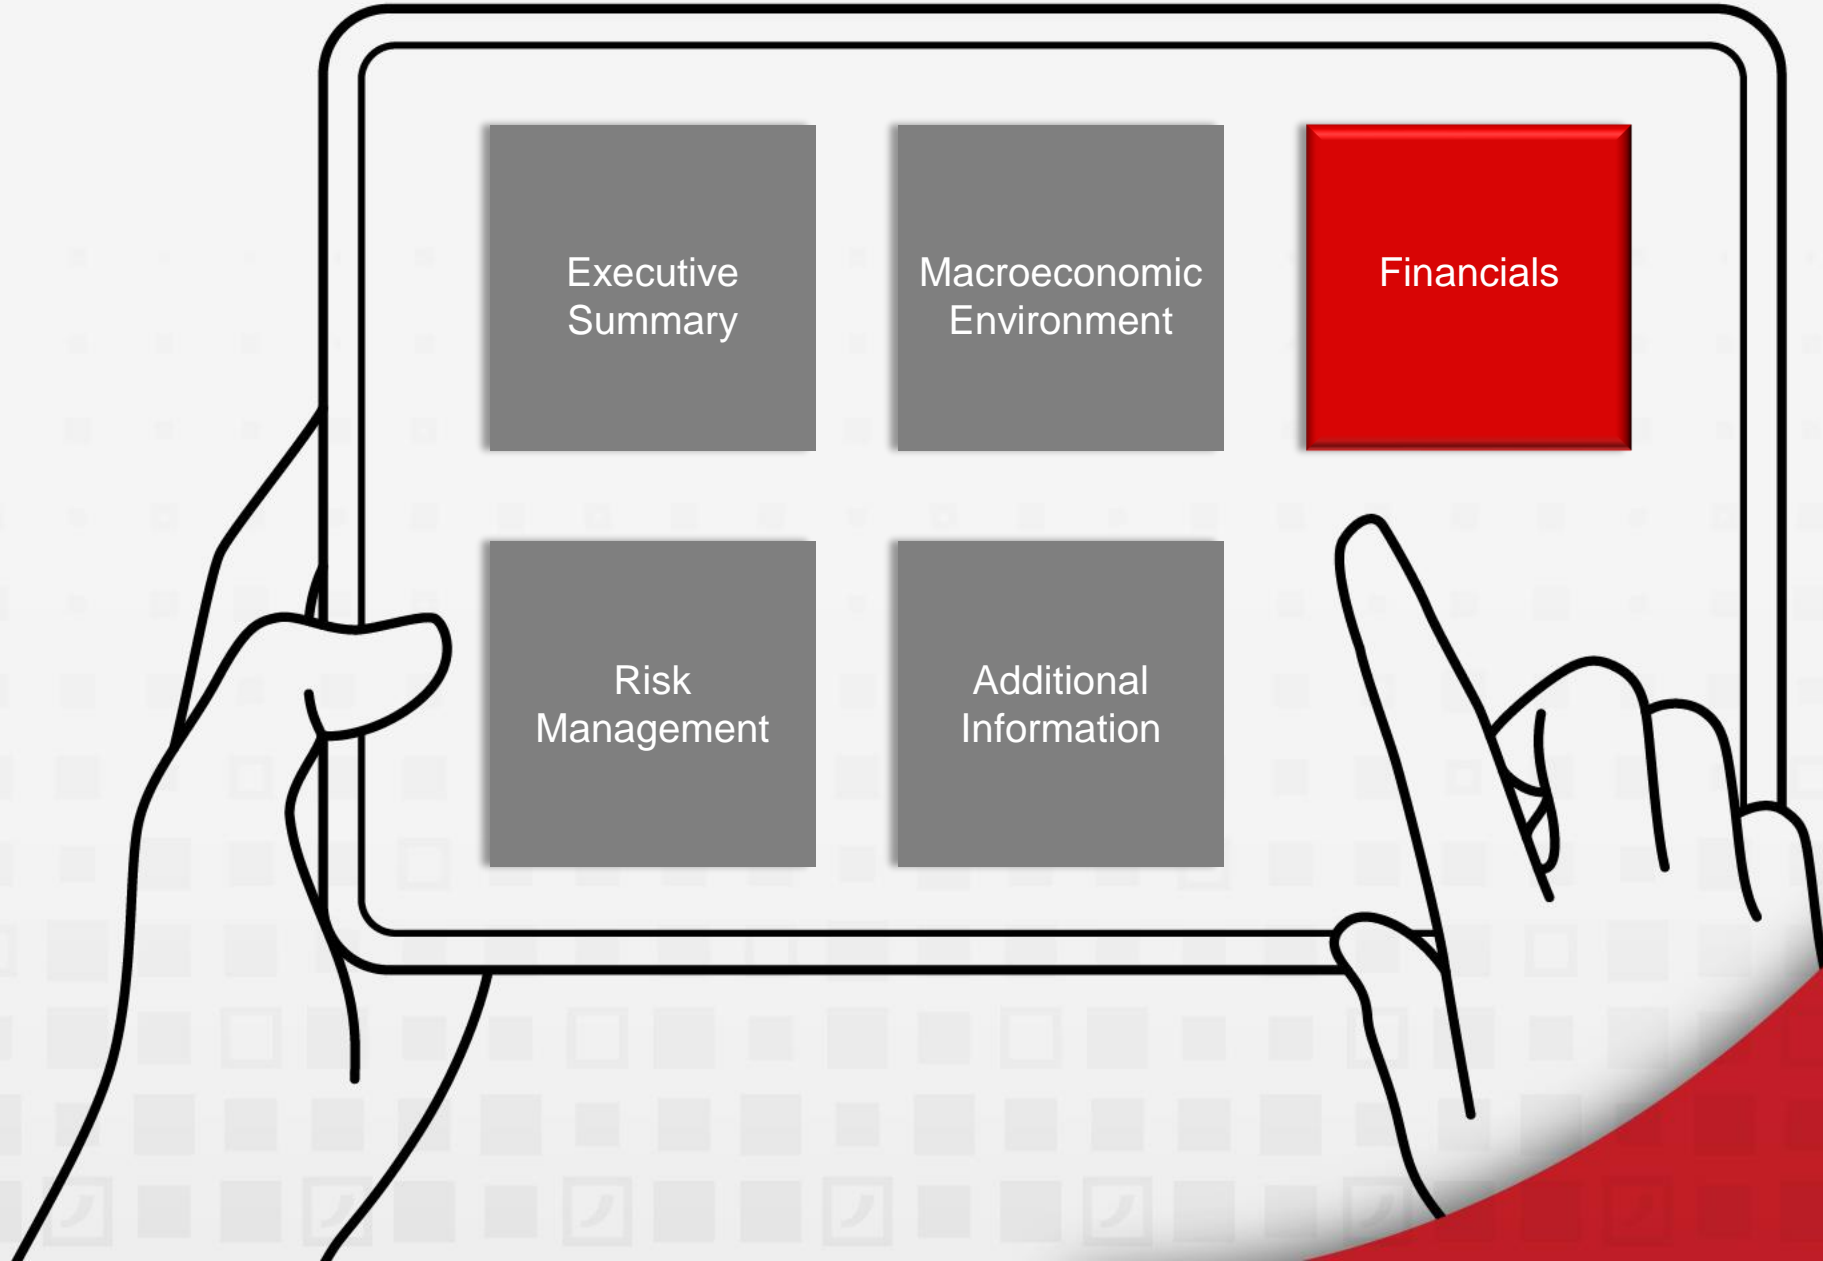 Executive
Summary
Macroeconomic
Environment
Financials
Risk
Management
Additional
Information